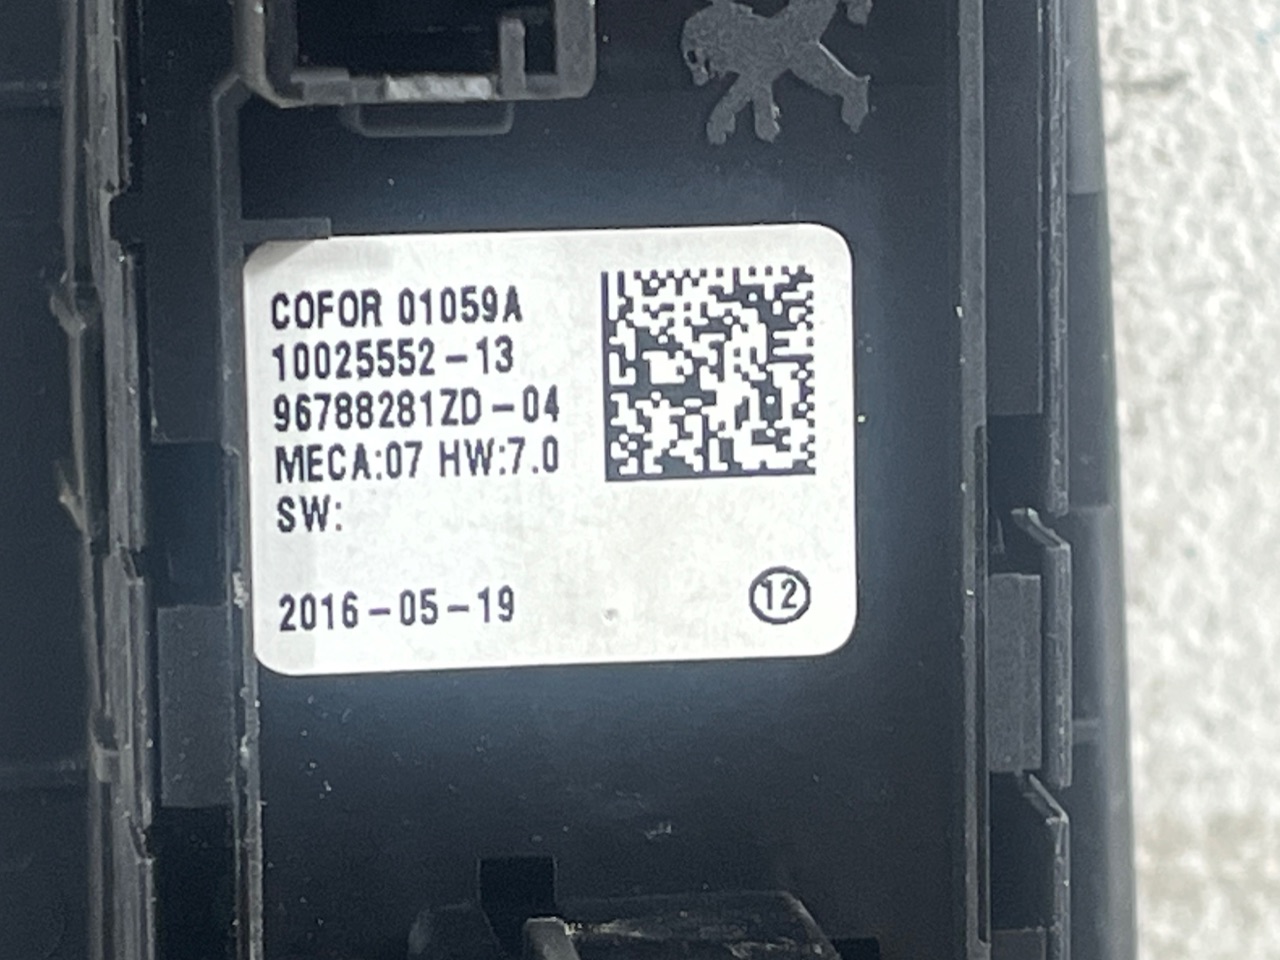 COFOR 01059A
10025552-13
96788281ZD-04
MECA:07 HW:7.0
SW:
2016-05-19
12